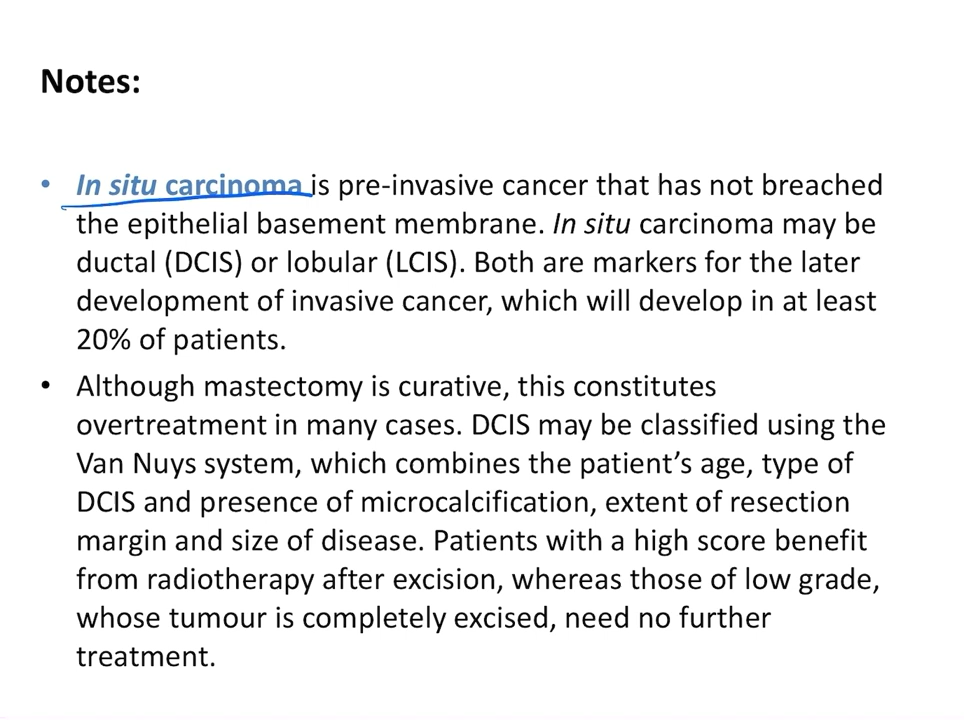 Notes:
• In situ carcinoma is pre-invasive cancer that has not breached
the epithelial basement membrane. In situ carcinoma may be
ductal (DCIS) or lobular (LCIS). Both are markers for the later
development of invasive cancer, which will develop in at least
20% of patients.
• Although mastectomy is curative, this constitutes
overtreatment in many cases. DCIS may be classified using the
Van Nuys system, which combines the patient’s age, type of
DCIS and presence of microcalcification, extent of resection
margin and size of disease. Patients with a high score benefit
from radiotherapy after excision, whereas those of low grade,
whose tumour is completely excised, need no further
treatment.